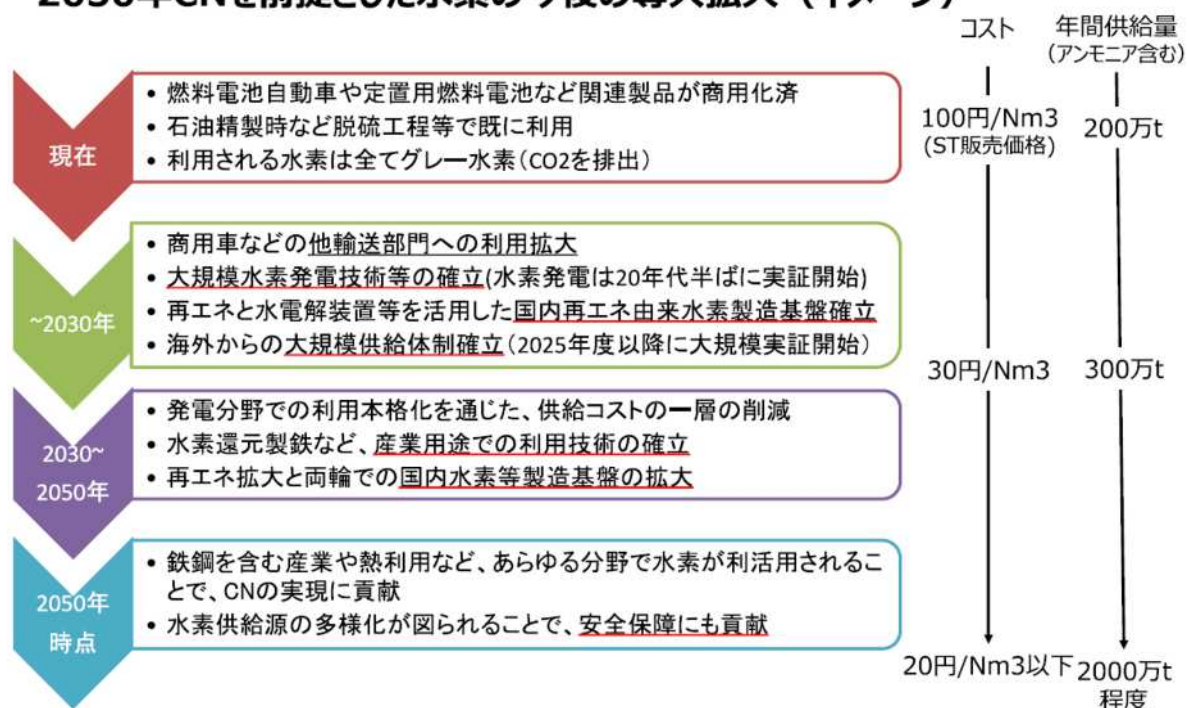 コスト
年間供給量
(アンモニア含む)
現在
• 燃料電池自動車や定置用燃料電池など関連製品が商用化済
• 石油精製時など脱硫工程等で既に利用
• 利用される水素は全てグレー水素(CO2を排出)
100円/Nm3
(ST販売価格)
200万t
~2030年
• 商用車などの他輸送部門への利用拡大
• 大規模水素発電技術等の確立(水素発電は20年代半ばに実証開始)
• 再エネと水電解装置等を活用した国内再エネ由来水素製造基盤確立
• 海外からの大規模供給体制確立(2025年度以降に大規模実証開始)
30円/Nm3
300万t
2030~
2050年
• 発電分野での利用本格化を通じた、供給コストの一層の削減
• 水素還元製鉄など、産業用途での利用技術の確立
• 再エネ拡大と両輪での国内水素等製造基盤の拡大
2050年
時点
• 鉄鋼を含む産業や熱利用など、あらゆる分野で水素が利活用されるこ
とで、CNの実現に貢献
• 水素供給源の多様化が図られることで、安全保障にも貢献
20円/Nm3以下
2000万t
程度